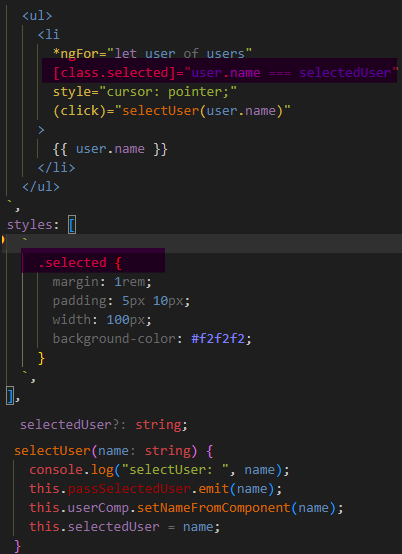 <ul>
<li
*ngFor="let user of users"
[class.selected]="user.name === selectedUser"
style="cursor: pointer;"
(click)="selectUser(user.name)"
>
{{ user.name }}
</li>
</ul>
`,
styles: [
`
.selected {
margin: 1rem;
padding: 5px 10px;
width: 100px;
background-color: #f2f2f2;
}
`,
],
selectedUser?: string;
selectUser(name: string) {
console.log("selectUser: ", name);
this.passSelectedUser.emit(name);
this.userComp.setNameFromComponent(name);
this.selectedUser = name;
}